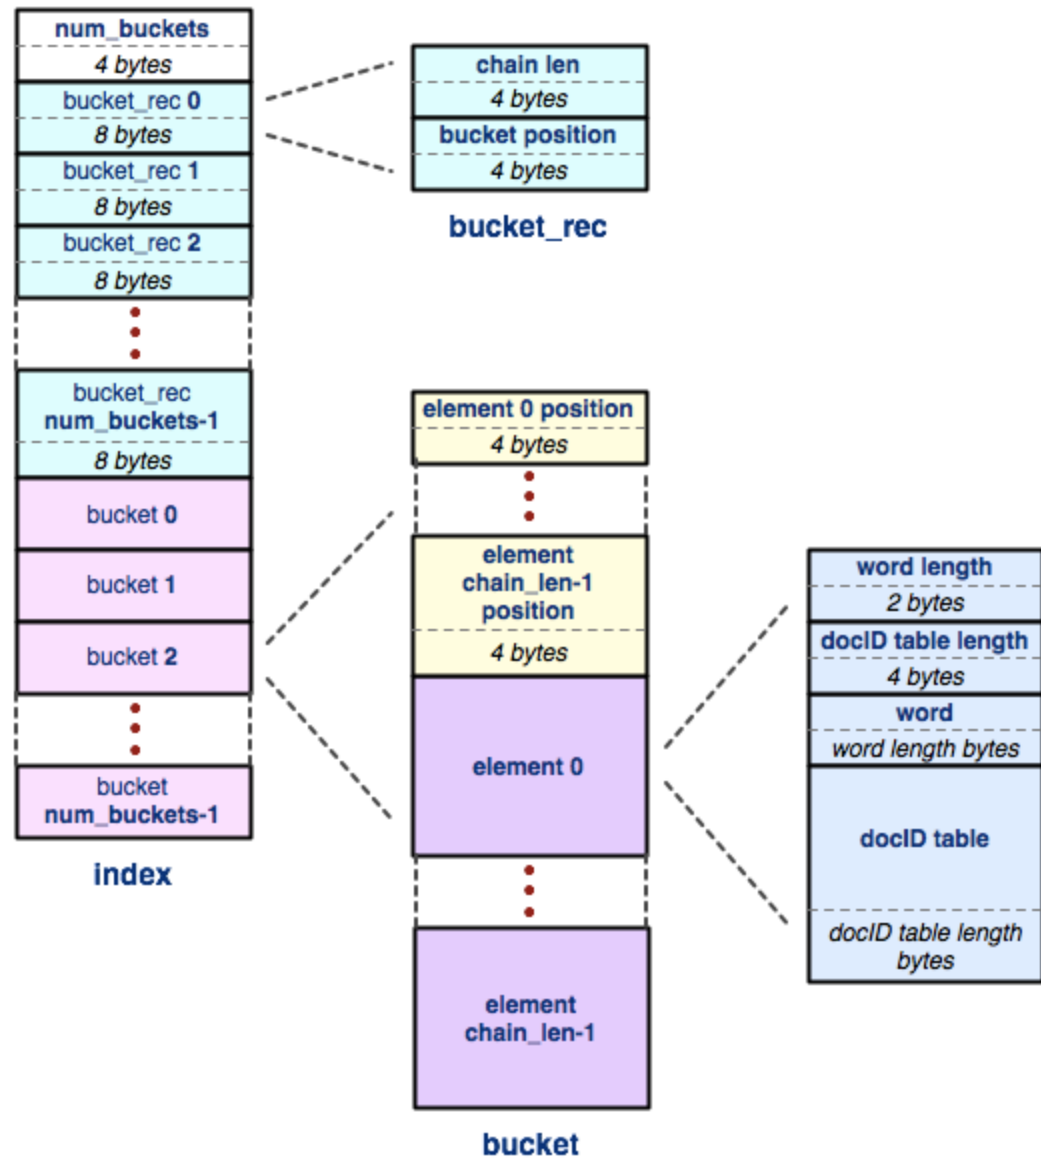 num_buckets
4 bytes
bucket_rec 0
8 bytes
bucket_rec 1
8 bytes
bucket_rec 2
8 bytes
bucket_rec
num_buckets-1
8 bytes
bucket 0
bucket 1
bucket 2
bucket
num_buckets-1
index
chain len
4 bytes
bucket position
4 bytes
bucket_rec
element 0 position
4 bytes
element
chain_len-1
position
4 bytes
element 0
element
chain_len-1
bucket
word length
2 bytes
docID table length
4 bytes
word
word length bytes
docID table
docID table length
bytes